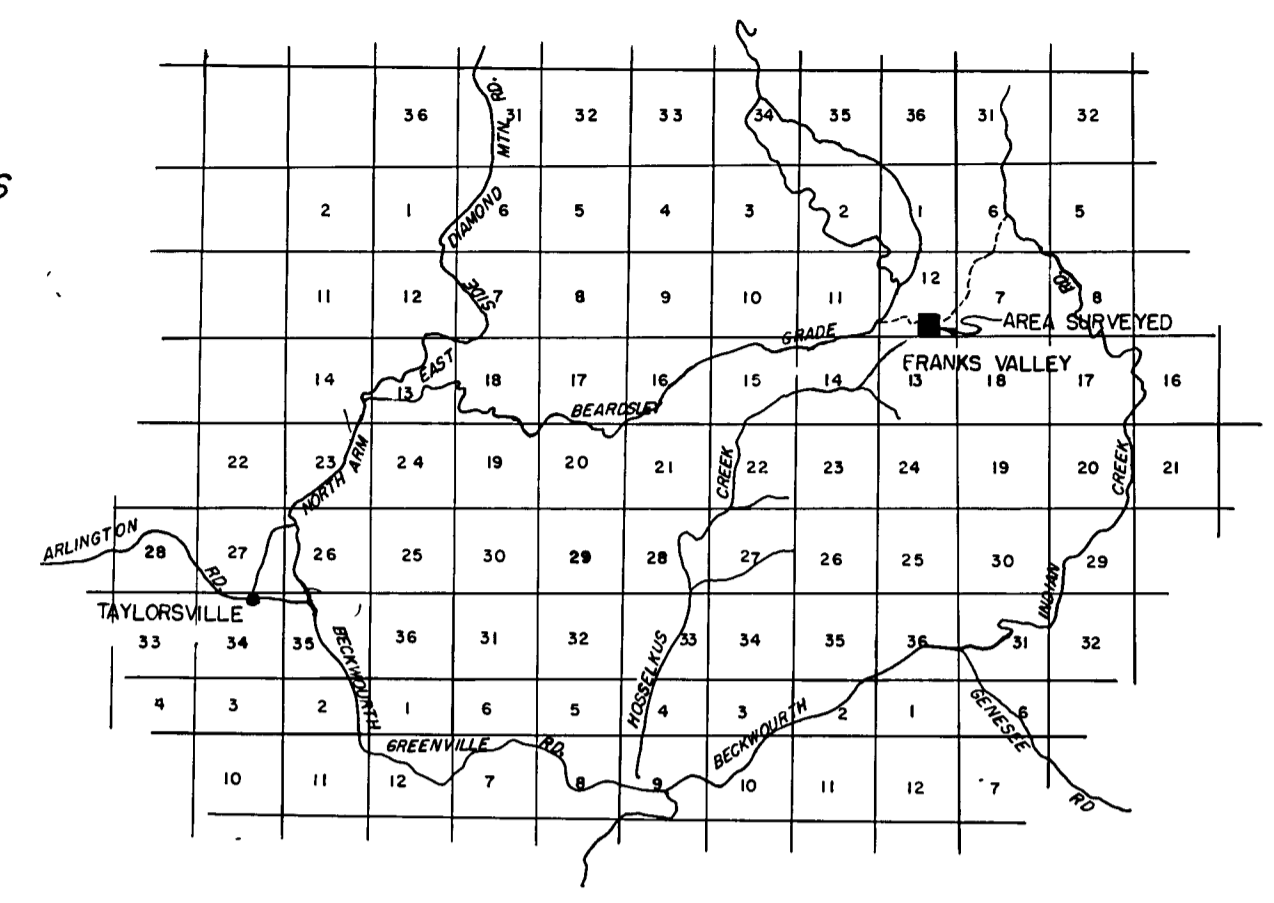 S
36 31 32 33 34 35 36 31 32
MTN. RD.
2 1 6 5 4 3 2 1 6 5
DIAMOND
12
11 12 7 8 9 10 11 7 8
SIDE
RD
AREA SURVEYED
GRADE
FRANKS VALLEY
EAST
14 13 18 17 16 15 14 13 18 17 16
BEARDSLEY
22 23 24 19 20 21 22 23 24 19 20 21
NORTH ARM
CREEK
CREEK
ARLINGTON
28 27 26 25 30 29 28 27 26 25 30 29
RD.
INDIAN
TAYLORSVILLE
33 34 35 36 31 32 33 34 35 36 31 32
BECKWOURTH
HOSSELKUS
4 3 2 1 6 5 4 3 2 1 6
BECKWOURTH
GENESEE
GREENVILLE RD.
10 11 12 7 8 9 10 11 12 7
RD